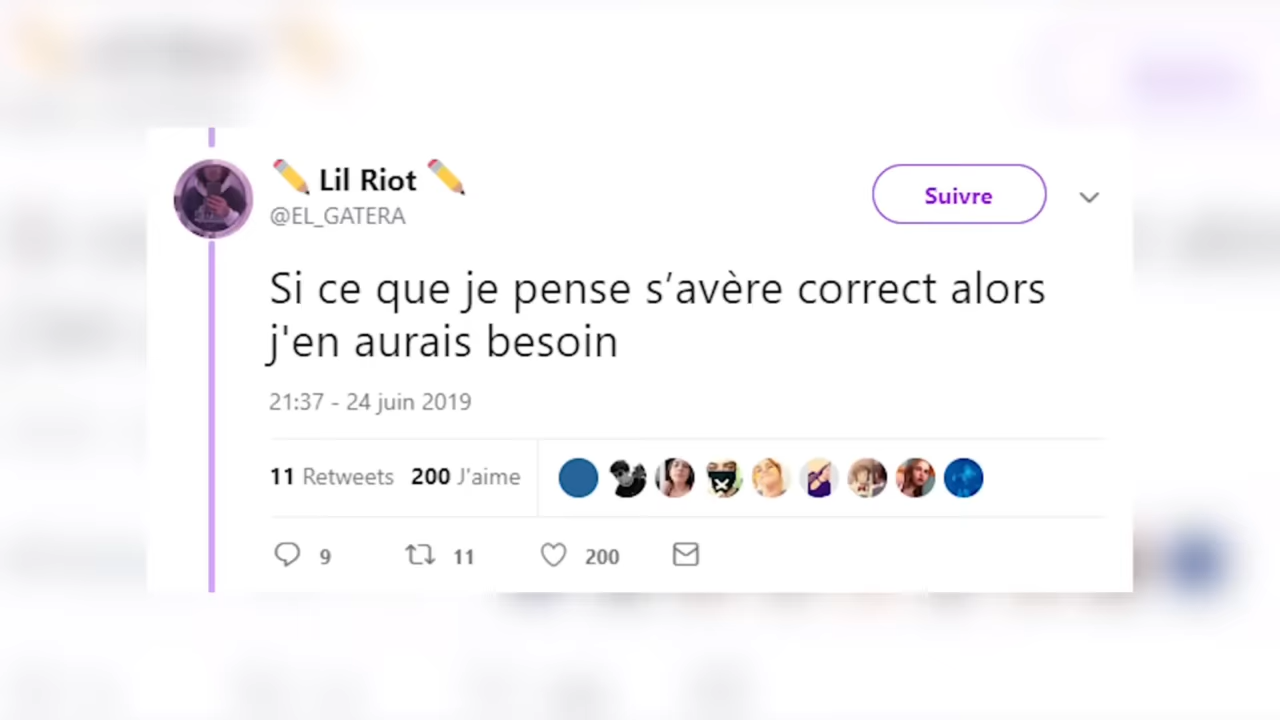 ✏️ Lil Riot ✏️
@EL_GATERA
Suivre
Si ce que je pense s’avère correct alors
j'en aurais besoin
21:37 - 24 juin 2019
11 Retweets 200 J'aime
9 11 200